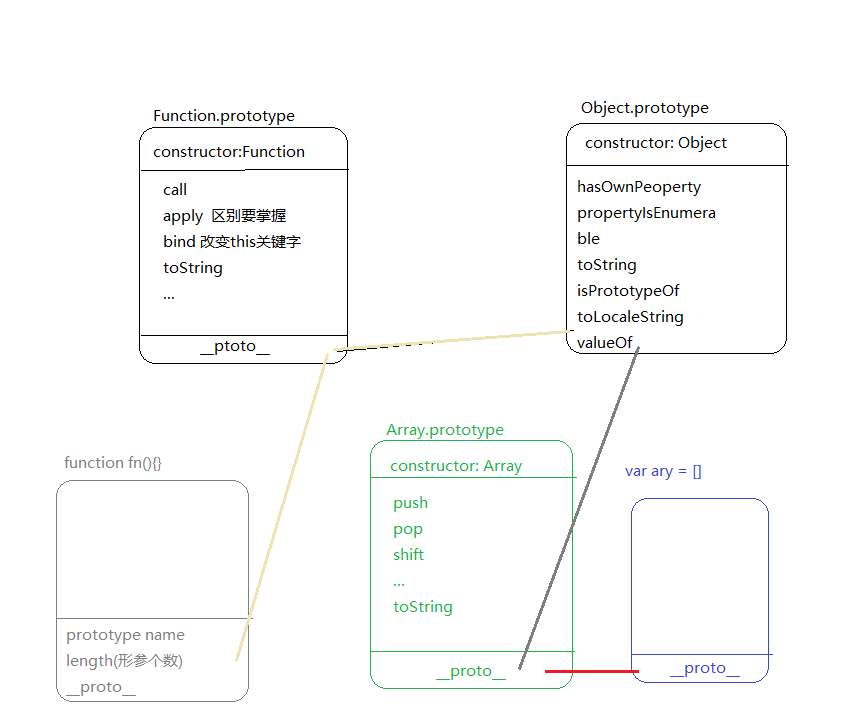 Function.prototype
constructor:Function
call
apply 区别要掌握
bind 改变this关键字
toString
...
__ptoto__
Object.prototype
constructor: Object
hasOwnPeoperty
propertyIsEnumera
ble
toString
isPrototypeOf
toLocaleString
valueOf
function fn(){}
prototype name
length(形参个数)
__proto__
Array.prototype
constructor: Array
push
pop
shift
...
toString
__proto__
var ary = []
__proto__